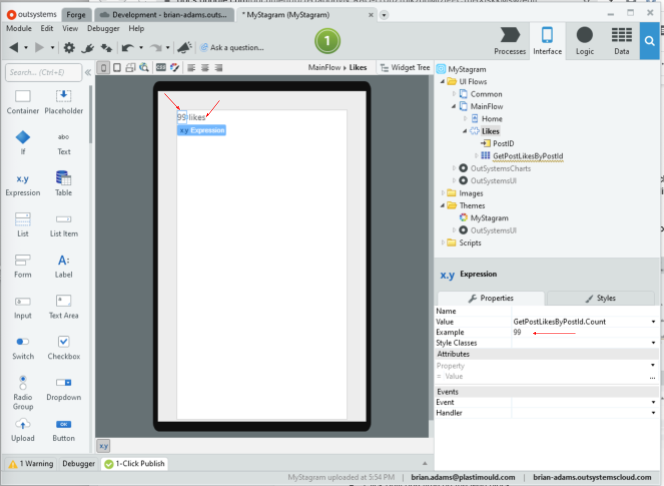 outsystems Forge Development - brian-adams.outs... * MyStagram (MyStagram)
Module Edit View Debugger Help
Ask a question...
1
Processes Interface Logic Data
Search... (Ctrl+E)
MainFlow Likes Widget Tree
Container Placeholder
If Text
abc
x.y
Expression Table
List List Item
A:
Form Label
Input Text Area
Switch Checkbox
Radio Group Dropdown
OK
Upload Button
99 likes
x.y Expression
x.y
MyStagram
UI Flows
Common
MainFlow
Home
Likes
PostID
GetPostLikesByPostId
OutSystemsCharts
OutSystemsUI
Images
Themes
MyStagram
OutSystemsUI
Scripts
x.y Expression
Properties Styles
Name
Value GetPostLikesByPostId.Count
Example 99
Style Classes
Attributes
Property
= Value ...
Events
Event
Handler
1 Warning Debugger 1-Click Publish
MyStagram uploaded at 5:54 PM | brian.adams@plastimould.com | brian-adams.outsystemscloud.com